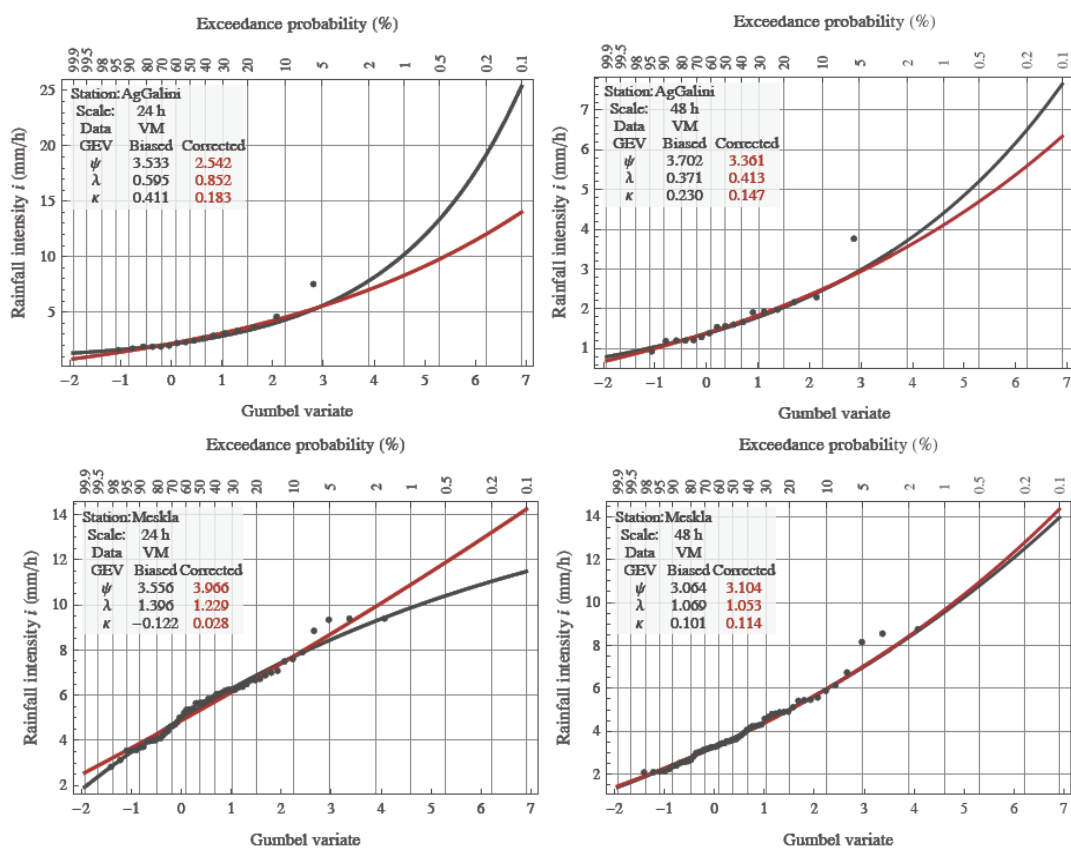 Exceedance probability (%)
99.9 99.5 98 95 90 80 70 60 50 40 30 20 10 5 2 1 0.5 0.2 0.1
Station: AgGalini
Scale: 24 h
Data VM
GEV Biased Corrected
ψ 3.533 2.542
λ 0.595 0.852
κ 0.411 0.183
Rainfall intensity i (mm/h)
25
20
15
10
5
−2 −1 0 1 2 3 4 5 6 7
Gumbel variate
Exceedance probability (%)
99.9 99.5 98 95 90 80 70 60 50 40 30 20 10 5 2 1 0.5 0.2 0.1
Station: AgGalini
Scale: 48 h
Data VM
GEV Biased Corrected
ψ 3.702 3.361
λ 0.371 0.413
κ 0.230 0.147
Rainfall intensity i (mm/h)
7
6
5
4
3
2
1
−2 −1 0 1 2 3 4 5 6 7
Gumbel variate
Exceedance probability (%)
99.9 99.5 98 95 90 80 70 60 50 40 30 20 10 5 2 1 0.5 0.2 0.1
Station: Meskla
Scale: 24 h
Data VM
GEV Biased Corrected
ψ 3.556 3.966
λ 1.396 1.229
κ −0.122 0.028
Rainfall intensity i (mm/h)
14
12
10
8
6
4
2
−2 −1 0 1 2 3 4 5 6 7
Gumbel variate
Exceedance probability (%)
99.9 99.5 98 95 90 80 70 60 50 40 30 20 10 5 2 1 0.5 0.2 0.1
Station: Meskla
Scale: 48 h
Data VM
GEV Biased Corrected
ψ 3.064 3.104
λ 1.069 1.053
κ 0.101 0.114
Rainfall intensity i (mm/h)
14
12
10
8
6
4
2
−2 −1 0 1 2 3 4 5 6 7
Gumbel variate